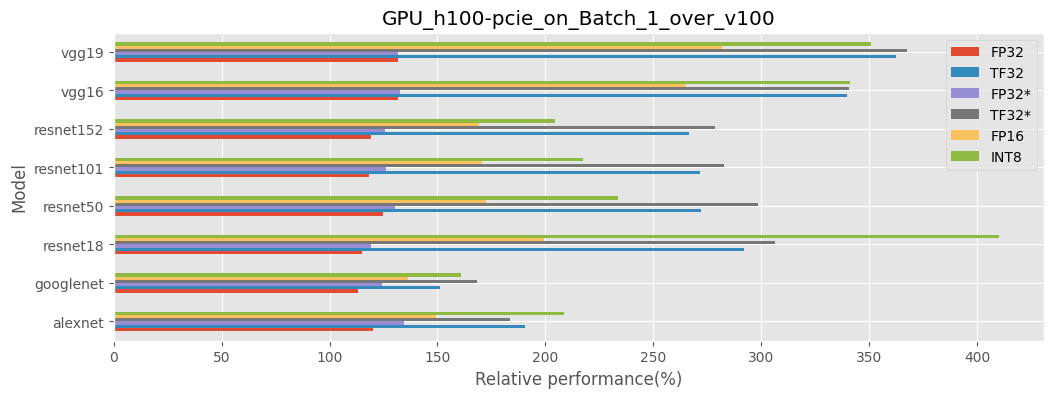 GPU_h100-pcie_on_Batch_1_over_v100
vgg19
vgg16
resnet152
resnet101
resnet50
resnet18
googlenet
alexnet
Model
0 50 100 150 200 250 300 350 400
Relative performance(%)
FP32
TF32
FP32*
TF32*
FP16
INT8